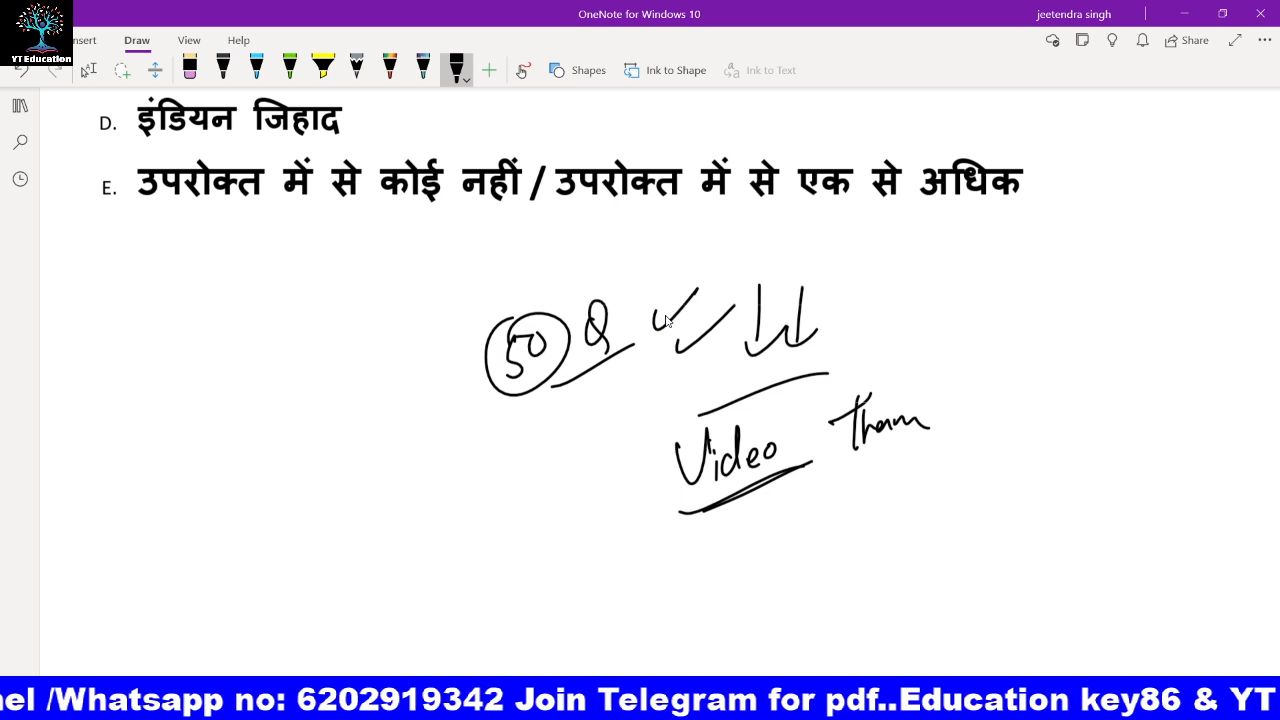 OneNote for Windows 10
jeetendra singh
YT Education
nsert Draw View Help
Share
Shapes
Ink to Shape
Ink to Text
D. इंडियन जिहाद
E. उपरोक्त में से कोई नहीं / उपरोक्त में से एक से अधिक
50 Q
Video Tham
nel /Whatsapp no: 6202919342 Join Telegram for pdf..Education key86 & YT